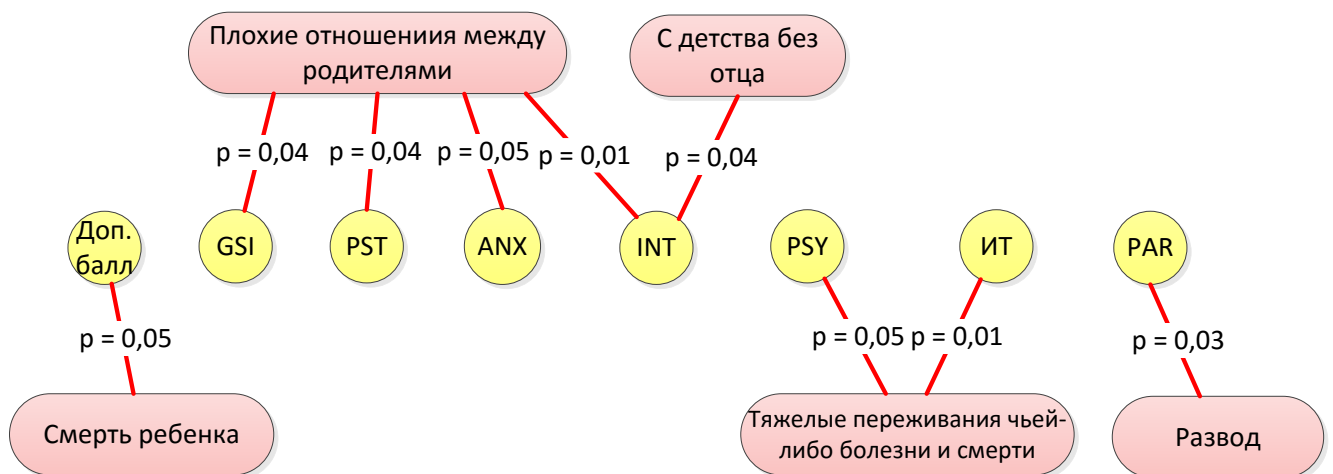 Плохие отношениия между
родителями
С детства без
отца
p = 0,04
p = 0,04
p = 0,05
p = 0,01
p = 0,04
Доп.
балл
GSI
PST
ANX
INT
PSY
ИТ
PAR
p = 0,05
p = 0,05
p = 0,01
p = 0,03
Смерть ребенка
Тяжелые переживания чьей-
либо болезни и смерти
Развод